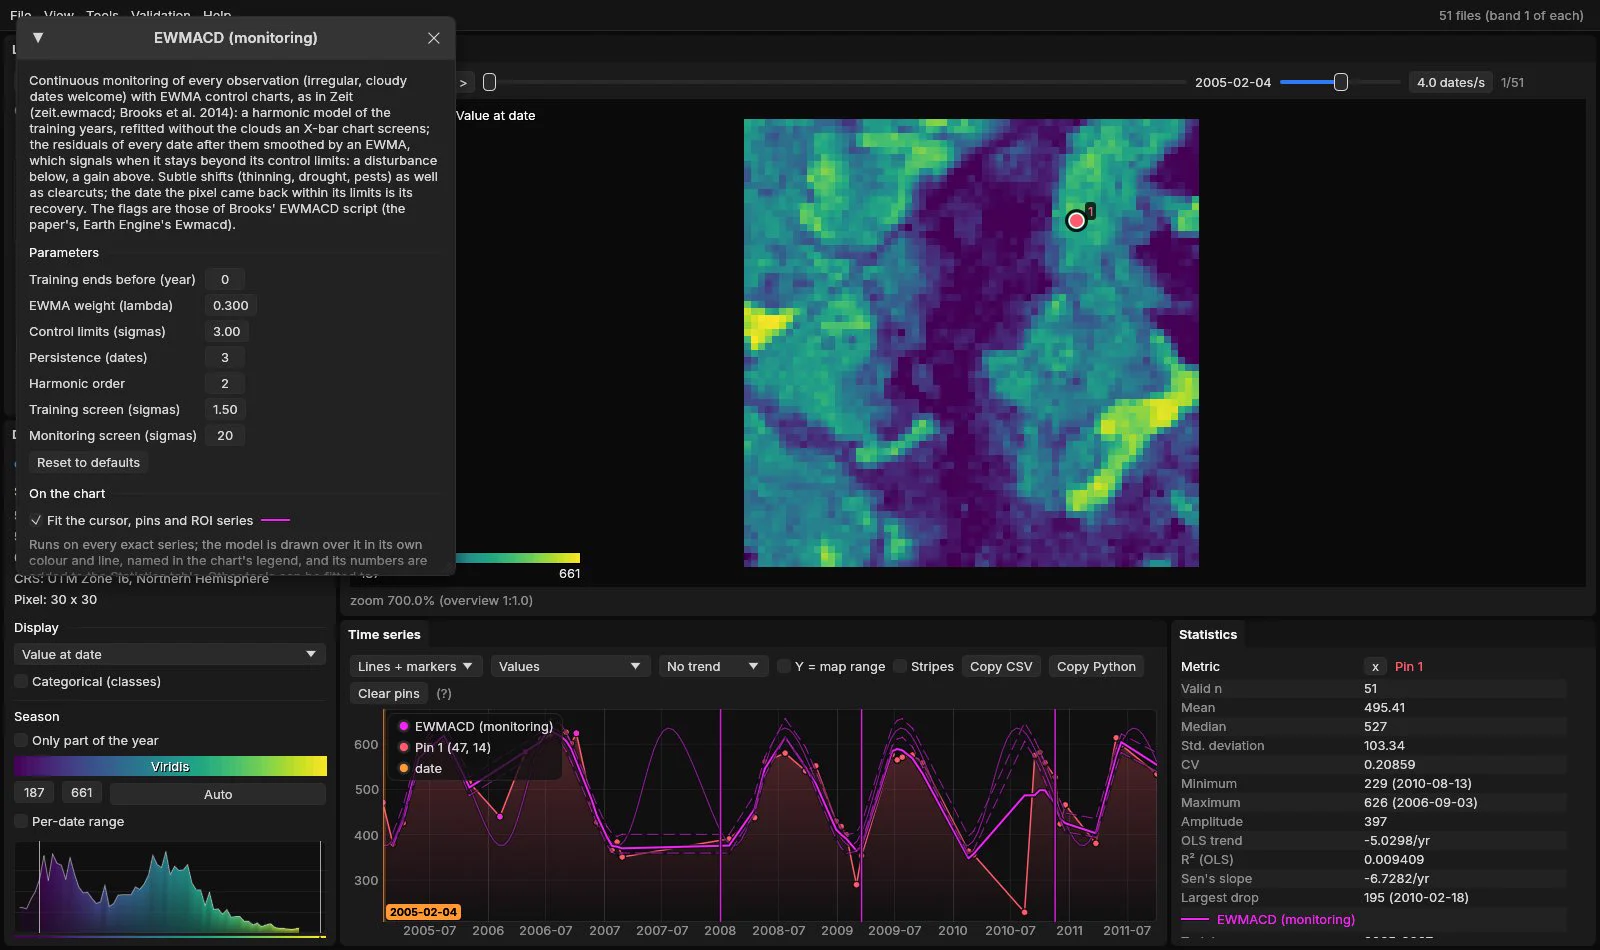 File View Tools Validation Help
51 files (band 1 of each)
EWMACD (monitoring)
Continuous monitoring of every observation (irregular, cloudy
dates welcome) with EWMA control charts, as in Zeit
(zeit.ewmacd; Brooks et al. 2014): a harmonic model of the
training years, refitted without the clouds an X-bar chart screens;
the residuals of every date after them smoothed by an EWMA,
which signals when it stays beyond its control limits: a disturbance
below, a gain above. Subtle shifts (thinning, drought, pests) as well
as clearcuts; the date the pixel came back within its limits is its
recovery. The flags are those of Brooks' EWMACD script (the
paper's, Earth Engine's Ewmacd).
Parameters
Training ends before (year) 0
EWMA weight (lambda) 0.300
Control limits (sigmas) 3.00
Persistence (dates) 3
Harmonic order 2
Training screen (sigmas) 1.50
Monitoring screen (sigmas) 20
Reset to defaults
On the chart
Fit the cursor, pins and ROI series
Runs on every exact series; the model is drawn over it in its own
colour and line, named in the chart's legend, and its numbers are
> 2005-02-04 4.0 dates/s 1/51
Value at date
1
661
zoom 700.0% (overview 1:1.0)
CRS: UTM Zone 16, Northern Hemisphere
Pixel: 30 x 30
Display
Value at date
Categorical (classes)
Season
Only part of the year
Viridis
187 661 Auto
Per-date range
Time series
Lines + markers Values No trend Y = map range Stripes Copy CSV Copy Python
Clear pins (?)
EWMACD (monitoring)
Pin 1 (47, 14)
date
600
500
400
300
2005-02-04
2005-07 2006 2006-07 2007 2007-07 2008 2008-07 2009 2009-07 2010 2010-07 2011 2011-07
Statistics
Metric x Pin 1
Valid n 51
Mean 495.41
Median 527
Std. deviation 103.34
CV 0.20859
Minimum 229 (2010-08-13)
Maximum 626 (2006-09-03)
Amplitude 397
OLS trend -5.0298/yr
R² (OLS) 0.009409
Sen's slope -6.7282/yr
Largest drop 195 (2010-02-18)
EWMACD (monitoring)